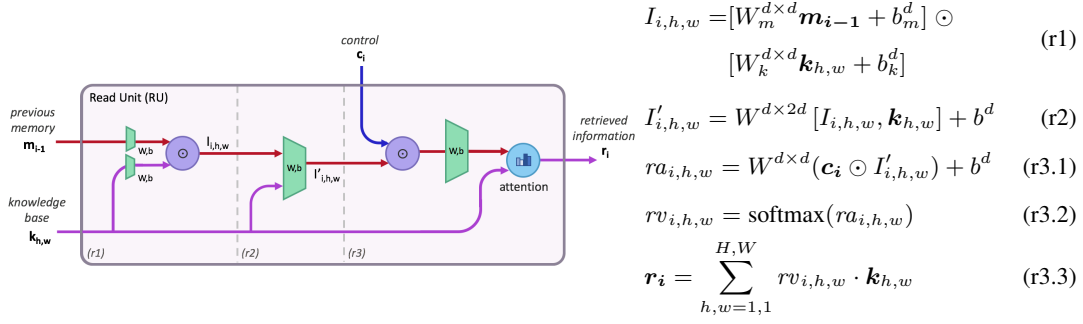 control
c_i
Read Unit (RU)
previous
memory
m_{i-1}
W,b
W,b
I_{i,h,w}
W,b
I'_{i,h,w}
W,b
attention
retrieved
information
r_i
knowledge
base
k_{h,w}
(r1)
(r2)
(r3)
I_{i,h,w} =[W_m^{d×d} m_{i-1} + b_m^d] ⊙
[W_k^{d×d} k_{h,w} + b_k^d]
(r1)
I'_{i,h,w} = W^{d×2d} [I_{i,h,w}, k_{h,w}] + b^d (r2)
ra_{i,h,w} = W^{d×d}(c_i ⊙ I'_{i,h,w}) + b^d (r3.1)
rv_{i,h,w} = softmax(ra_{i,h,w}) (r3.2)
r_i = \sum_{h,w=1,1}^{H,W} rv_{i,h,w} · k_{h,w} (r3.3)